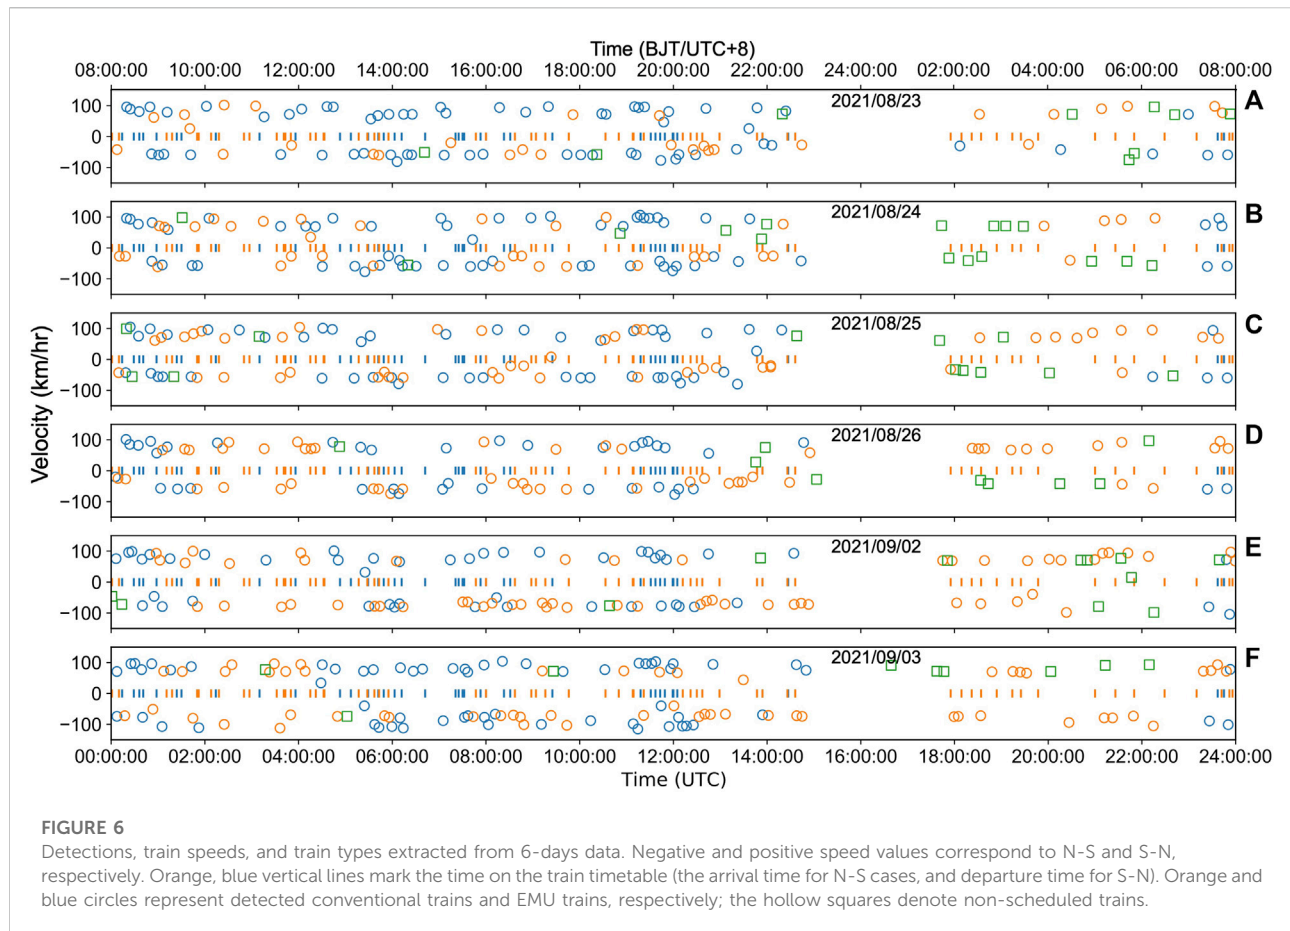 Time (BJT/UTC+8)
08:00:00 10:00:00 12:00:00 14:00:00 16:00:00 18:00:00 20:00:00 22:00:00 24:00:00 02:00:00 04:00:00 06:00:00 08:00:00
Velocity (km/hr)
100
0
−100
2021/08/23
A
100
0
−100
2021/08/24
B
100
0
−100
2021/08/25
C
100
0
−100
2021/08/26
D
100
0
−100
2021/09/02
E
100
0
−100
2021/09/03
F
00:00:00 02:00:00 04:00:00 06:00:00 08:00:00 10:00:00 12:00:00 14:00:00 16:00:00 18:00:00 20:00:00 22:00:00 24:00:00
Time (UTC)
FIGURE 6
Detections, train speeds, and train types extracted from 6-days data. Negative and positive speed values correspond to N-S and S-N,
respectively. Orange, blue vertical lines mark the time on the train timetable (the arrival time for N-S cases, and departure time for S-N). Orange and
blue circles represent detected conventional trains and EMU trains, respectively; the hollow squares denote non-scheduled trains.